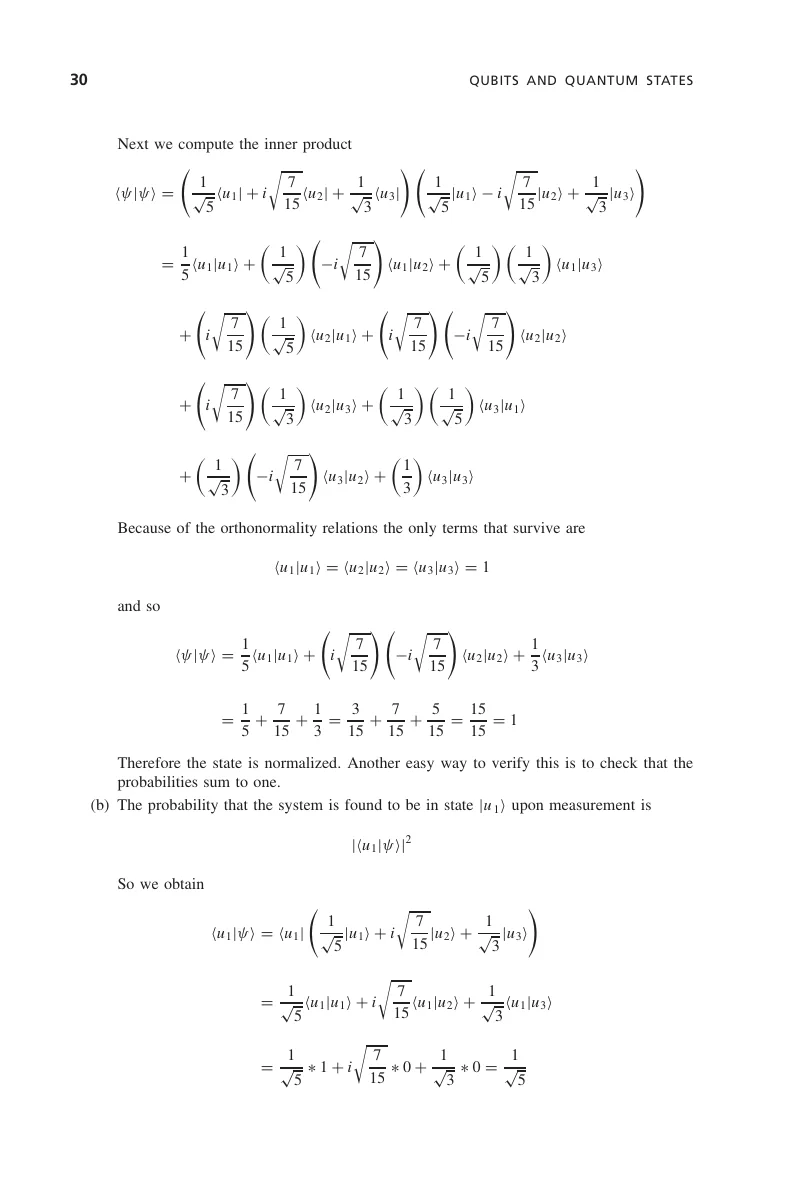 30 QUBITS AND QUANTUM STATES
Next we compute the inner product
⟨ψ|ψ⟩ = (1/√5 ⟨u₁| + i√(7/15) ⟨u₂| + 1/√3 ⟨u₃|) (1/√5 |u₁⟩ − i√(7/15) |u₂⟩ + 1/√3 |u₃⟩)
= 1/5 ⟨u₁|u₁⟩ + (1/√5) (−i√(7/15)) ⟨u₁|u₂⟩ + (1/√5) (1/√3) ⟨u₁|u₃⟩
+ (i√(7/15)) (1/√5) ⟨u₂|u₁⟩ + (i√(7/15)) (−i√(7/15)) ⟨u₂|u₂⟩
+ (i√(7/15)) (1/√3) ⟨u₂|u₃⟩ + (1/√3) (1/√5) ⟨u₃|u₁⟩
+ (1/√3) (−i√(7/15)) ⟨u₃|u₂⟩ + (1/3) ⟨u₃|u₃⟩
Because of the orthonormality relations the only terms that survive are
⟨u₁|u₁⟩ = ⟨u₂|u₂⟩ = ⟨u₃|u₃⟩ = 1
and so
⟨ψ|ψ⟩ = 1/5 ⟨u₁|u₁⟩ + (i√(7/15)) (−i√(7/15)) ⟨u₂|u₂⟩ + 1/3 ⟨u₃|u₃⟩
= 1/5 + 7/15 + 1/3 = 3/15 + 7/15 + 5/15 = 15/15 = 1
Therefore the state is normalized. Another easy way to verify this is to check that the
probabilities sum to one.
(b) The probability that the system is found to be in state |u₁⟩ upon measurement is
|⟨u₁|ψ⟩|²
So we obtain
⟨u₁|ψ⟩ = ⟨u₁| (1/√5 |u₁⟩ + i√(7/15) |u₂⟩ + 1/√3 |u₃⟩)
= 1/√5 ⟨u₁|u₁⟩ + i√(7/15) ⟨u₁|u₂⟩ + 1/√3 ⟨u₁|u₃⟩
= 1/√5 ∗ 1 + i√(7/15) ∗ 0 + 1/√3 ∗ 0 = 1/√5